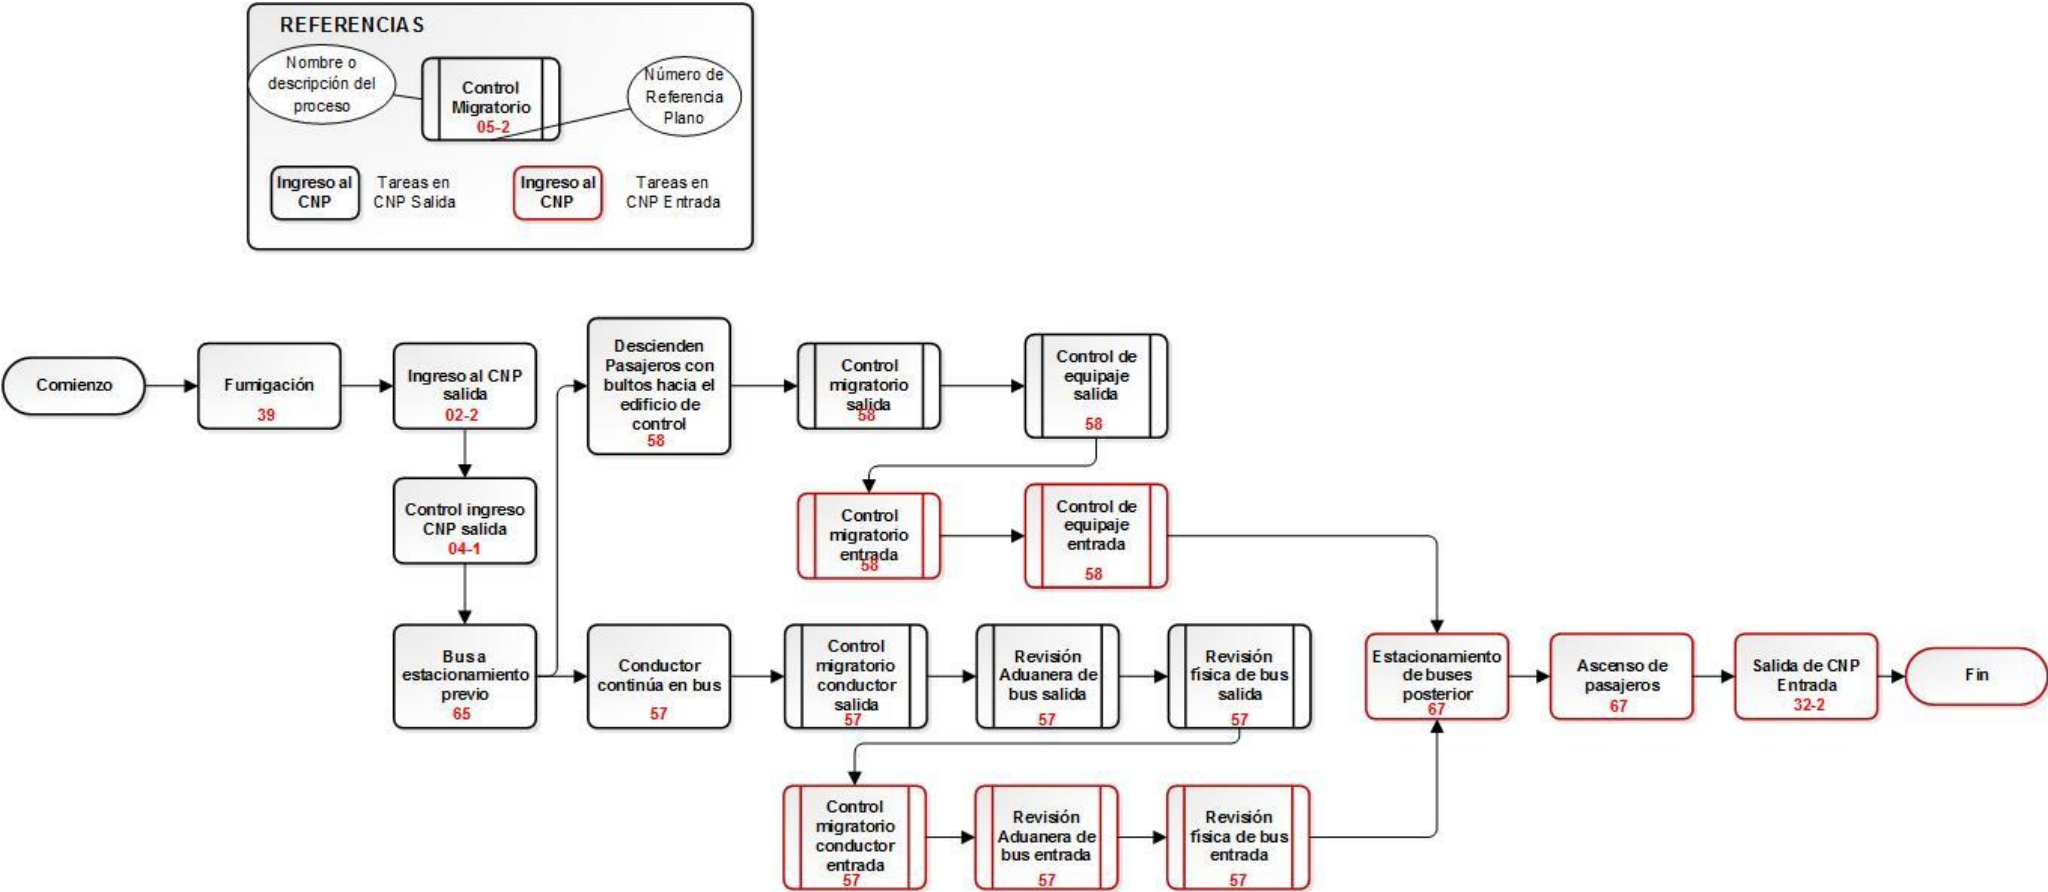 REFERENCIAS
Nombre o
descripción del
proceso
Control
Migratorio
05-2
Número de
Referencia
Plano
Ingreso al
CNP
Tareas en
CNP Salida
Ingreso al
CNP
Tareas en
CNP Entrada
Comienzo
Fumigación
39
Ingreso al CNP
salida
02-2
Control ingreso
CNP salida
04-1
Bus a
estacionamiento
previo
65
Descienden
Pasajeros con
bultos hacia el
edificio de
control
58
Control
migratorio
salida
58
Control de
equipaje
salida
58
Control
migratorio
entrada
58
Control de
equipaje
entrada
58
Conductor
continúa en bus
57
Control
migratorio
conductor
salida
57
Revisión
Aduanera de
bus salida
57
Revisión
física de bus
salida
57
Control
migratorio
conductor
entrada
57
Revisión
Aduanera de
bus entrada
57
Revisión
física de bus
entrada
57
Estacionamiento
de buses
posterior
67
Ascenso de
pasajeros
67
Salida de CNP
Entrada
32-2
Fin